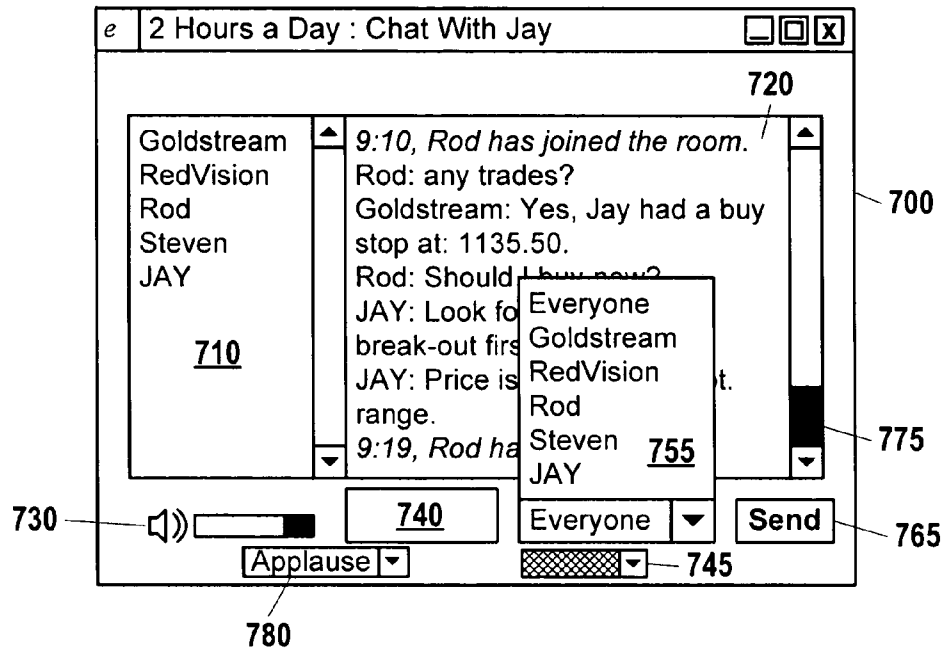 e 2 Hours a Day : Chat With Jay X
720
Goldstream
RedVision
Rod
Steven
JAY
710
9:10, Rod has joined the room.
Rod: any trades?
Goldstream: Yes, Jay had a buy
stop at: 1135.50.
Rod: Should I buy now?
JAY: Look fo
break-out firs
JAY: Price is t.
range.
9:19, Rod ha
Everyone
Goldstream
RedVision
Rod
Steven
JAY
755
700
775
730
740
Everyone
Send
765
Applause
745
780